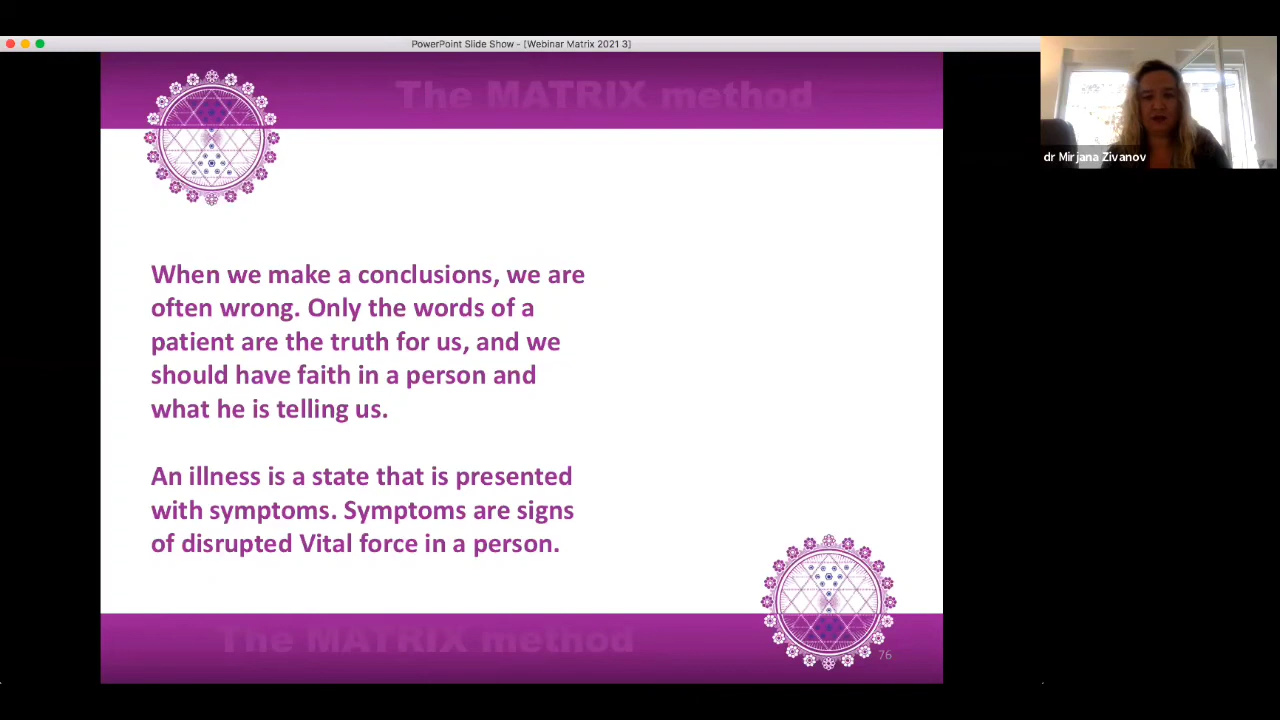 PowerPoint Slide Show - [Webinar Matrix 2021 3]
The MATRIX method
dr Mirjana Zivanov
When we make a conclusions, we are
often wrong. Only the words of a
patient are the truth for us, and we
should have faith in a person and
what he is telling us.
An illness is a state that is presented
with symptoms. Symptoms are signs
of disrupted Vital force in a person.
The MATRIX method
76